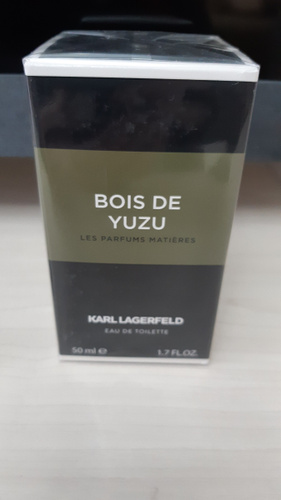 BOIS DE
YUZU
LES PARFUMS MATIÈRES
KARL LAGERFELD
EAU DE TOILETTE
50 ml e 1.7 FL.OZ.